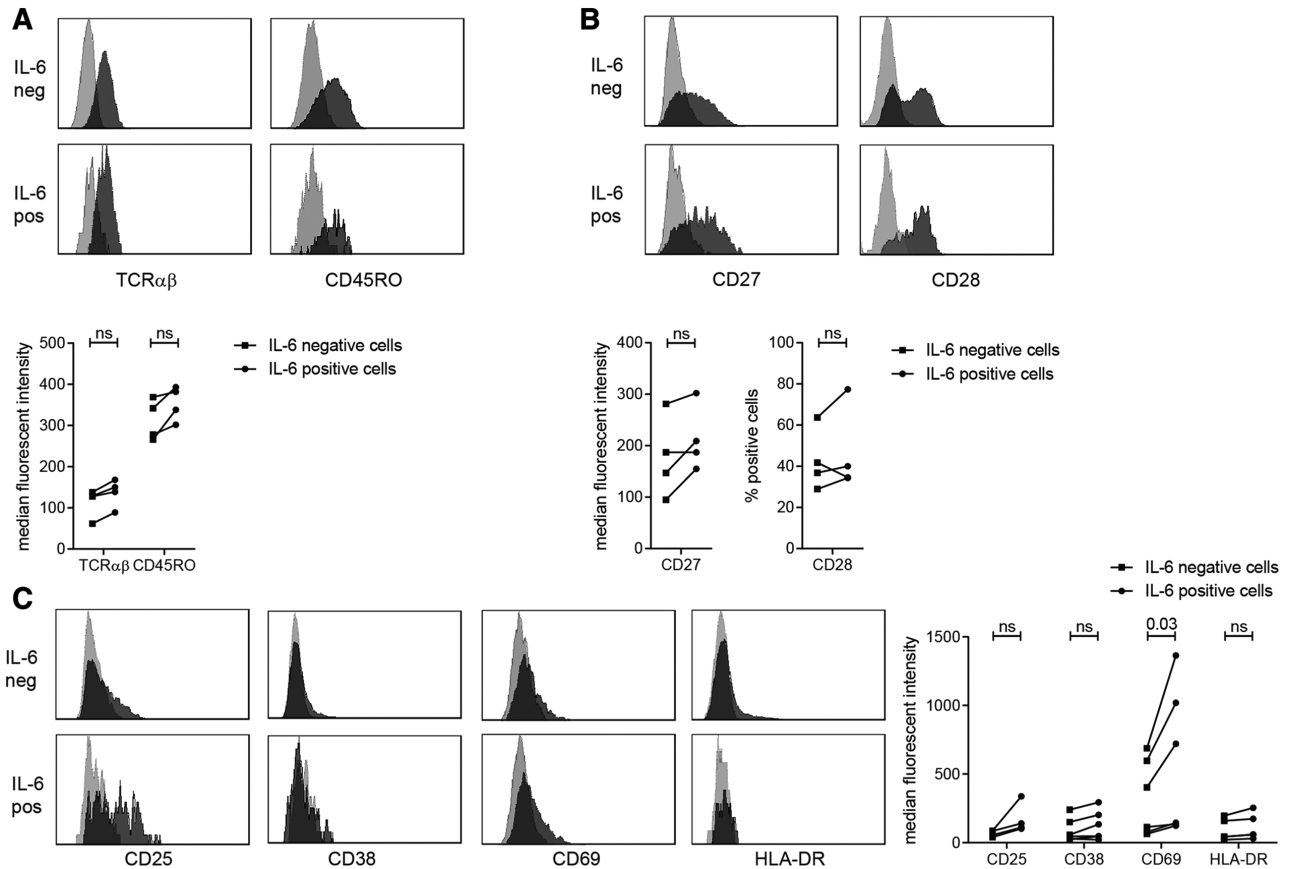 A
IL-6
neg
IL-6
pos
TCRαβ
CD45RO
median fluorescent intensity
500
400
300
200
100
0
ns
ns
TCRαβ CD45RO
IL-6 negative cells
IL-6 positive cells
B
IL-6
neg
IL-6
pos
CD27
CD28
median fluorescent intensity
400
300
200
100
0
ns
CD27
% positive cells
100
80
60
40
20
0
ns
CD28
IL-6 negative cells
IL-6 positive cells
C
IL-6
neg
IL-6
pos
CD25
CD38
CD69
HLA-DR
IL-6 negative cells
IL-6 positive cells
median fluorescent intensity
1500
1000
500
0
ns
ns
0.03
ns
CD25
CD38
CD69
HLA-DR